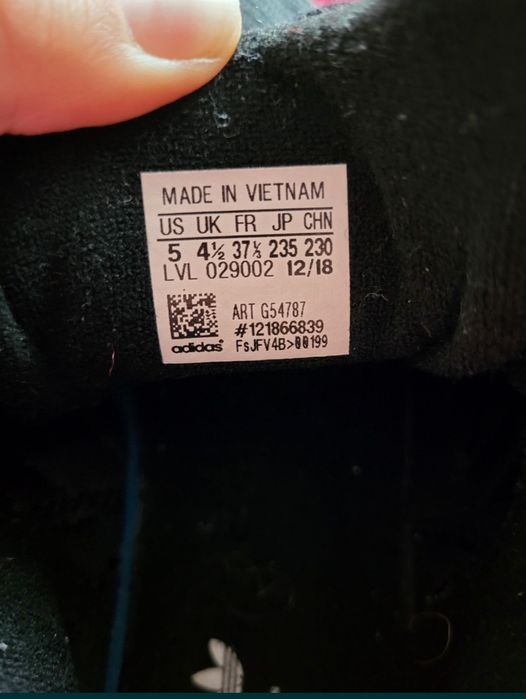 MADE IN VIETNAM
US UK FR JP CHN
5 4½ 37⅓ 235 230
LVL 029002 12/18
ART G54787
#121866839
adidas FsJFV4B>00199